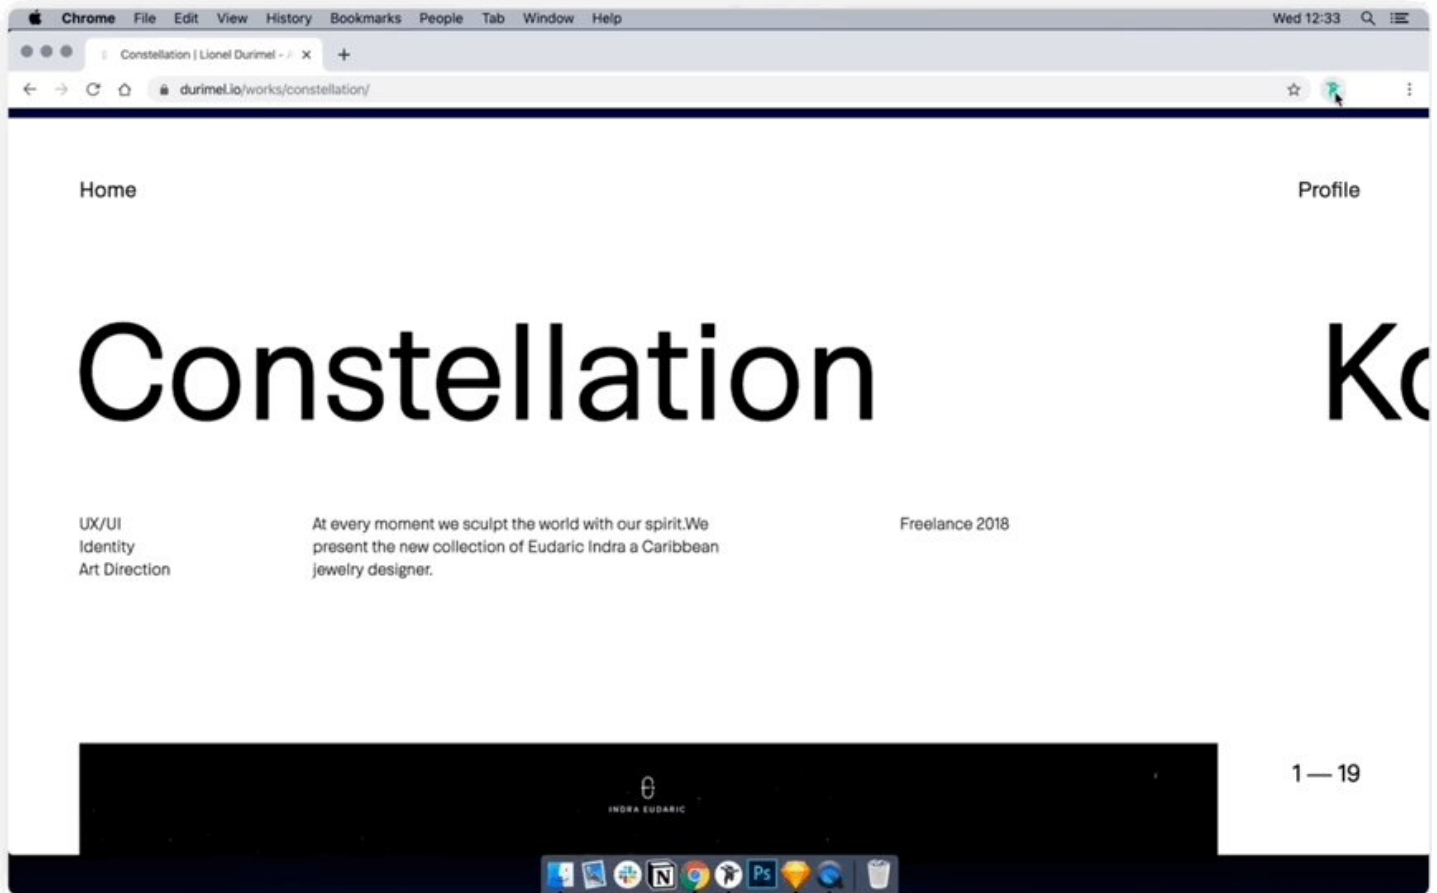 Chrome File Edit View History Bookmarks People Tab Window Help Wed 12:33
Constellation | Lionel Durimel -
durimel.io/works/constellation/
Home Profile
Constellation Ko
UX/UI
Identity
Art Direction
At every moment we sculpt the world with our spirit.We
present the new collection of Eudaric Indra a Caribbean
jewelry designer.
Freelance 2018
1 — 19
INDRA EUDARIC
N Ps